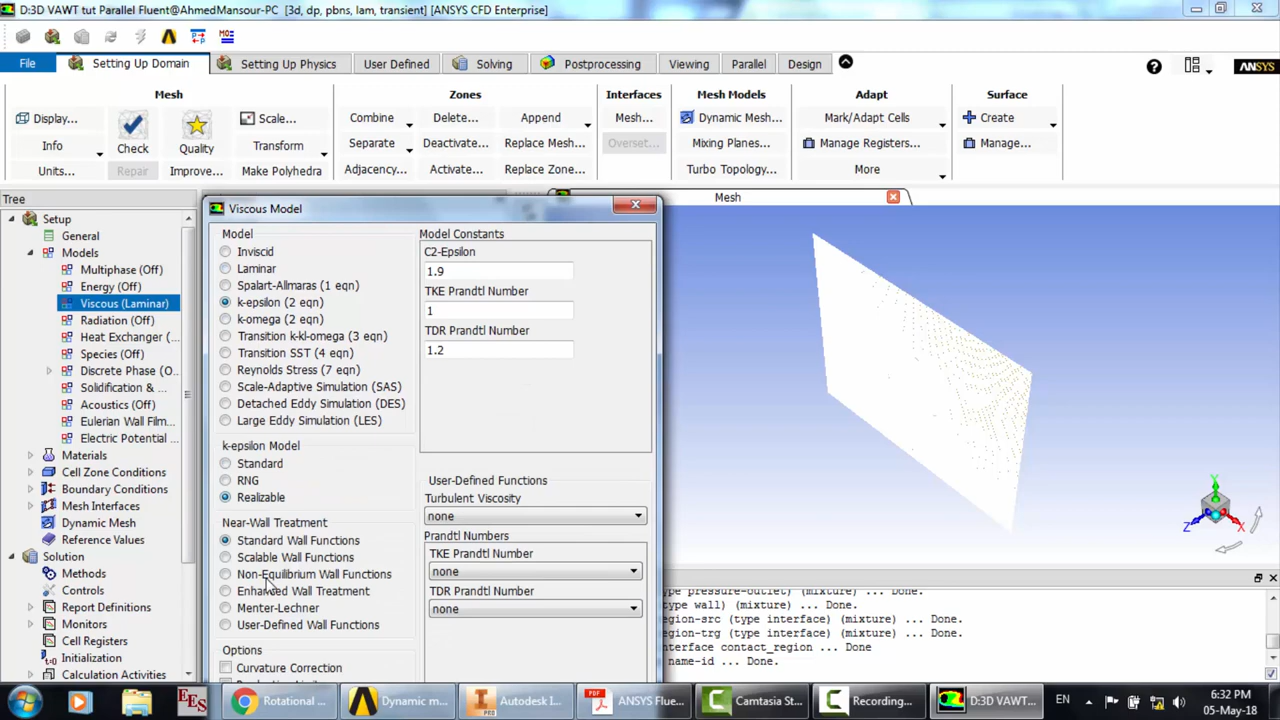 D:3D VAWT tut Parallel Fluent@AhmedMansour-PC [3d, dp, pbns, lam, transient] [ANSYS CFD Enterprise]
File
Setting Up Domain
Setting Up Physics
User Defined
Solving
Postprocessing
Viewing
Parallel
Design
ANSYS
Mesh
Zones
Interfaces
Mesh Models
Adapt
Surface
Display...
Info
Units...
Check
Repair
Quality
Improve...
Scale...
Transform
Make Polyhedra
Combine
Separate
Adjacency...
Delete...
Deactivate...
Activate...
Append
Replace Mesh...
Replace Zone...
Mesh...
Overset...
Dynamic Mesh...
Mixing Planes...
Turbo Topology...
Mark/Adapt Cells
Manage Registers...
More
Create
Manage...
Tree
Setup
General
Models
Multiphase (Off)
Energy (Off)
Viscous (Laminar)
Radiation (Off)
Heat Exchanger (...
Species (Off)
Discrete Phase (O...
Solidification & ...
Acoustics (Off)
Eulerian Wall Film...
Electric Potential ...
Materials
Cell Zone Conditions
Boundary Conditions
Mesh Interfaces
Dynamic Mesh
Reference Values
Solution
Methods
Controls
Report Definitions
Monitors
Cell Registers
Initialization
Calculation Activities
Viscous Model
Model
Inviscid
Laminar
Spalart-Allmaras (1 eqn)
k-epsilon (2 eqn)
k-omega (2 eqn)
Transition k-kl-omega (3 eqn)
Transition SST (4 eqn)
Reynolds Stress (7 eqn)
Scale-Adaptive Simulation (SAS)
Detached Eddy Simulation (DES)
Large Eddy Simulation (LES)
k-epsilon Model
Standard
RNG
Realizable
Near-Wall Treatment
Standard Wall Functions
Scalable Wall Functions
Non-Equilibrium Wall Functions
Enhanced Wall Treatment
Menter-Lechner
User-Defined Wall Functions
Options
Curvature Correction
Model Constants
C2-Epsilon
1.9
TKE Prandtl Number
1
TDR Prandtl Number
1.2
User-Defined Functions
Turbulent Viscosity
none
Prandtl Numbers
TKE Prandtl Number
none
TDR Prandtl Number
none
Mesh
Y
Z
X
ype pressure-outlet) (mixture) ... Done.
type wall) (mixture) ... Done.
egion-src (type interface) (mixture) ... Done.
egion-trg (type interface) (mixture) ... Done.
nterface contact_region ... Done
name-id ... Done.
EES
Rotational ...
Dynamic m...
Autodesk I...
ANSYS Flue...
Camtasia St...
Recording...
D:3D VAWT...
EN
6:32 PM
05-May-18